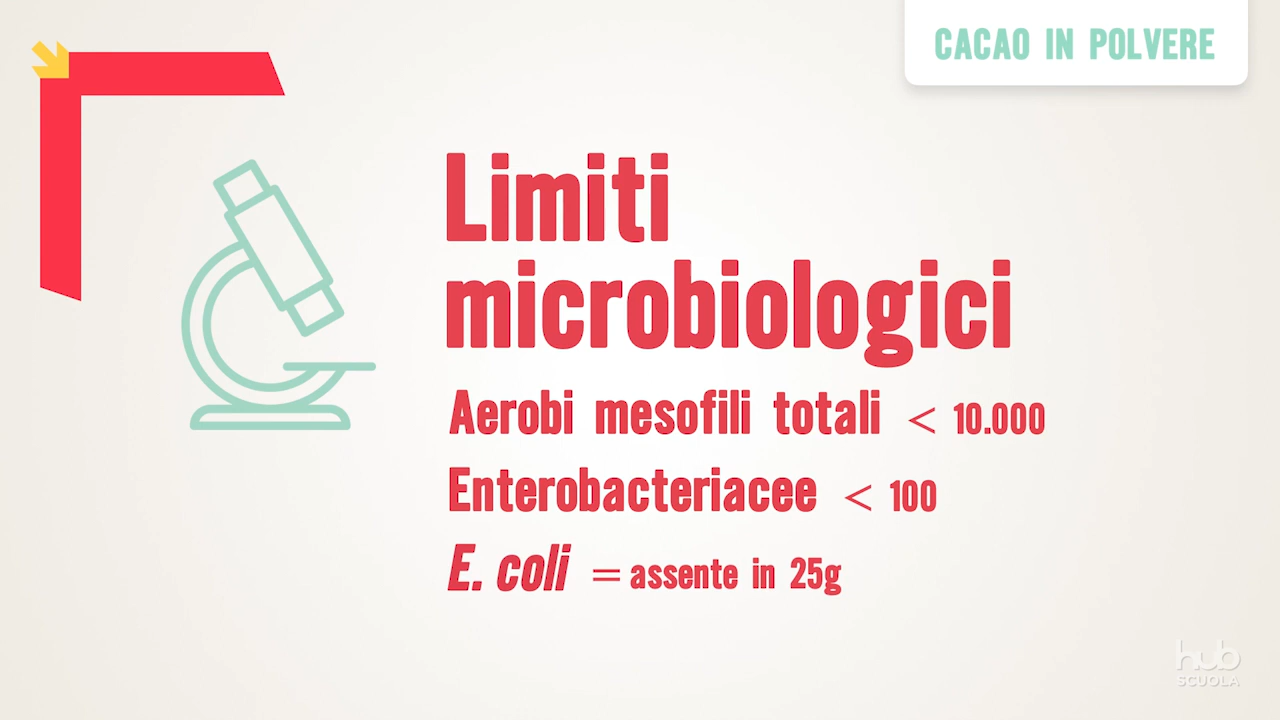 CACAO IN POLVERE
Limiti
microbiologici
Aerobi mesofili totali < 10.000
Enterobacteriacee < 100
E. coli = assente in 25g
hub
SCUOLA